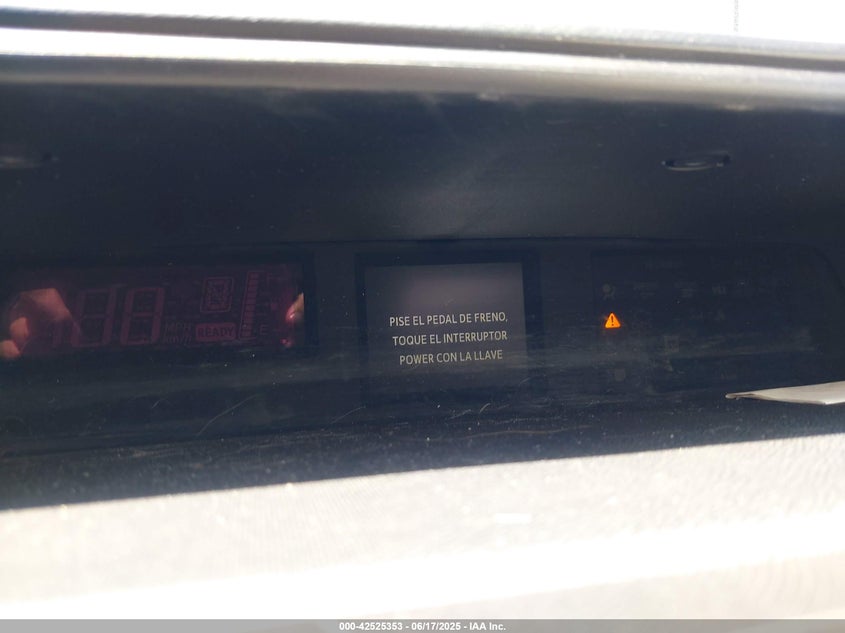 MPH
READY
E
PISE EL PEDAL DE FRENO,
TOQUE EL INTERRUPTOR
POWER CON LA LLAVE
000-42525353 - 06/17/2025 - IAA Inc.